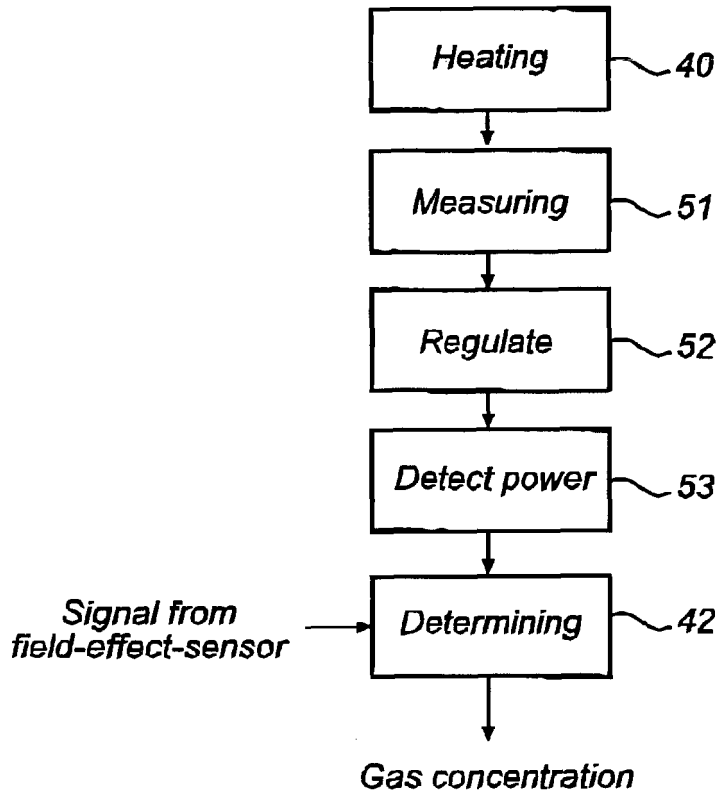 Heating 40
Measuring 51
Regulate 52
Detect power 53
Signal from
field-effect-sensor
Determining 42
Gas concentration